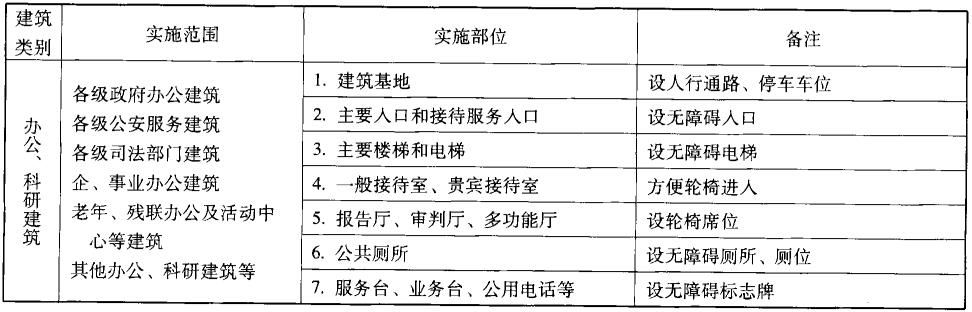 建筑
类别
实施范围
实施部位
备注
办公、科研建筑
各级政府办公建筑
各级公安服务建筑
各级司法部门建筑
企、事业办公建筑
老年、残联办公及活动中
心等建筑
其他办公、科研建筑等
1. 建筑基地
设人行通路、停车车位
2. 主要人口和接待服务人口
设无障碍人口
3. 主要楼梯和电梯
设无障碍电梯
4. 一般接待室、贵宾接待室
方便轮椅进人
5. 报告厅、审判厅、多功能厅
设轮椅席位
6. 公共厕所
设无障碍厕所、厕位
7. 服务台、业务台、公用电话等
设无障碍标志牌